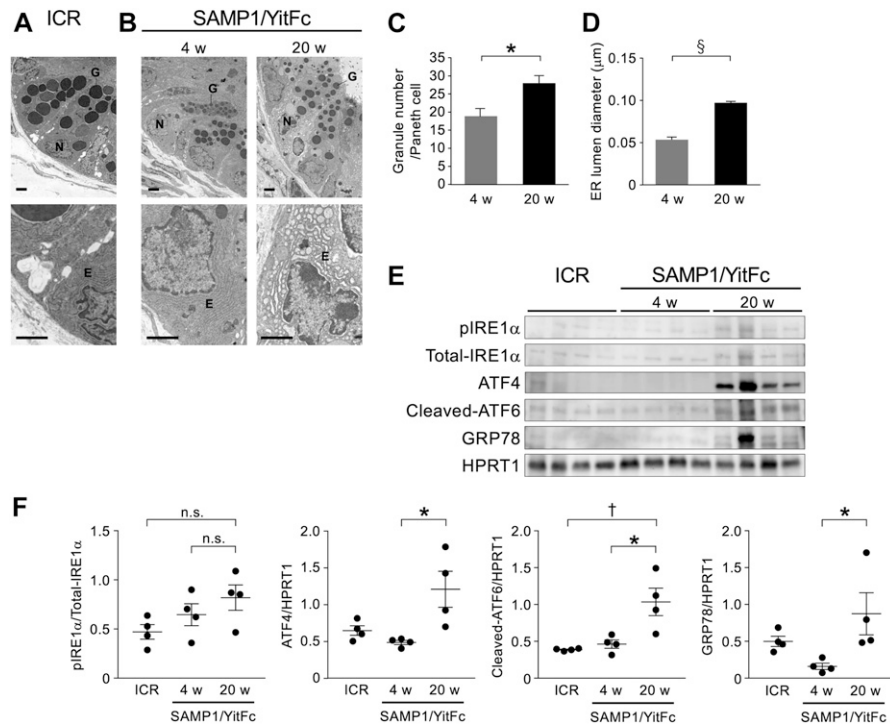 A
ICR
B
SAMP1/YitFc
4 w
20 w
G
N
G
N
G
N
E
E
E
C
Granule number
/Paneth cell
35
30
25
20
15
10
5
0
*
4 w
20 w
D
ER lumen diameter (μm)
0.15
0.10
0.05
0
§
4 w
20 w
E
ICR
SAMP1/YitFc
4 w
20 w
pIRE1α
Total-IRE1α
ATF4
Cleaved-ATF6
GRP78
HPRT1
F
pIRE1α/Total-IRE1α
1.5
1.0
0.5
0
n.s.
n.s.
ICR
4 w
20 w
SAMP1/YitFc
ATF4/HPRT1
2.0
1.5
1.0
0.5
0
*
ICR
4 w
20 w
SAMP1/YitFc
Cleaved-ATF6/HPRT1
2.0
1.5
1.0
0.5
0
†
*
ICR
4 w
20 w
SAMP1/YitFc
GRP78/HPRT1
2.0
1.5
1.0
0.5
0
*
ICR
4 w
20 w
SAMP1/YitFc